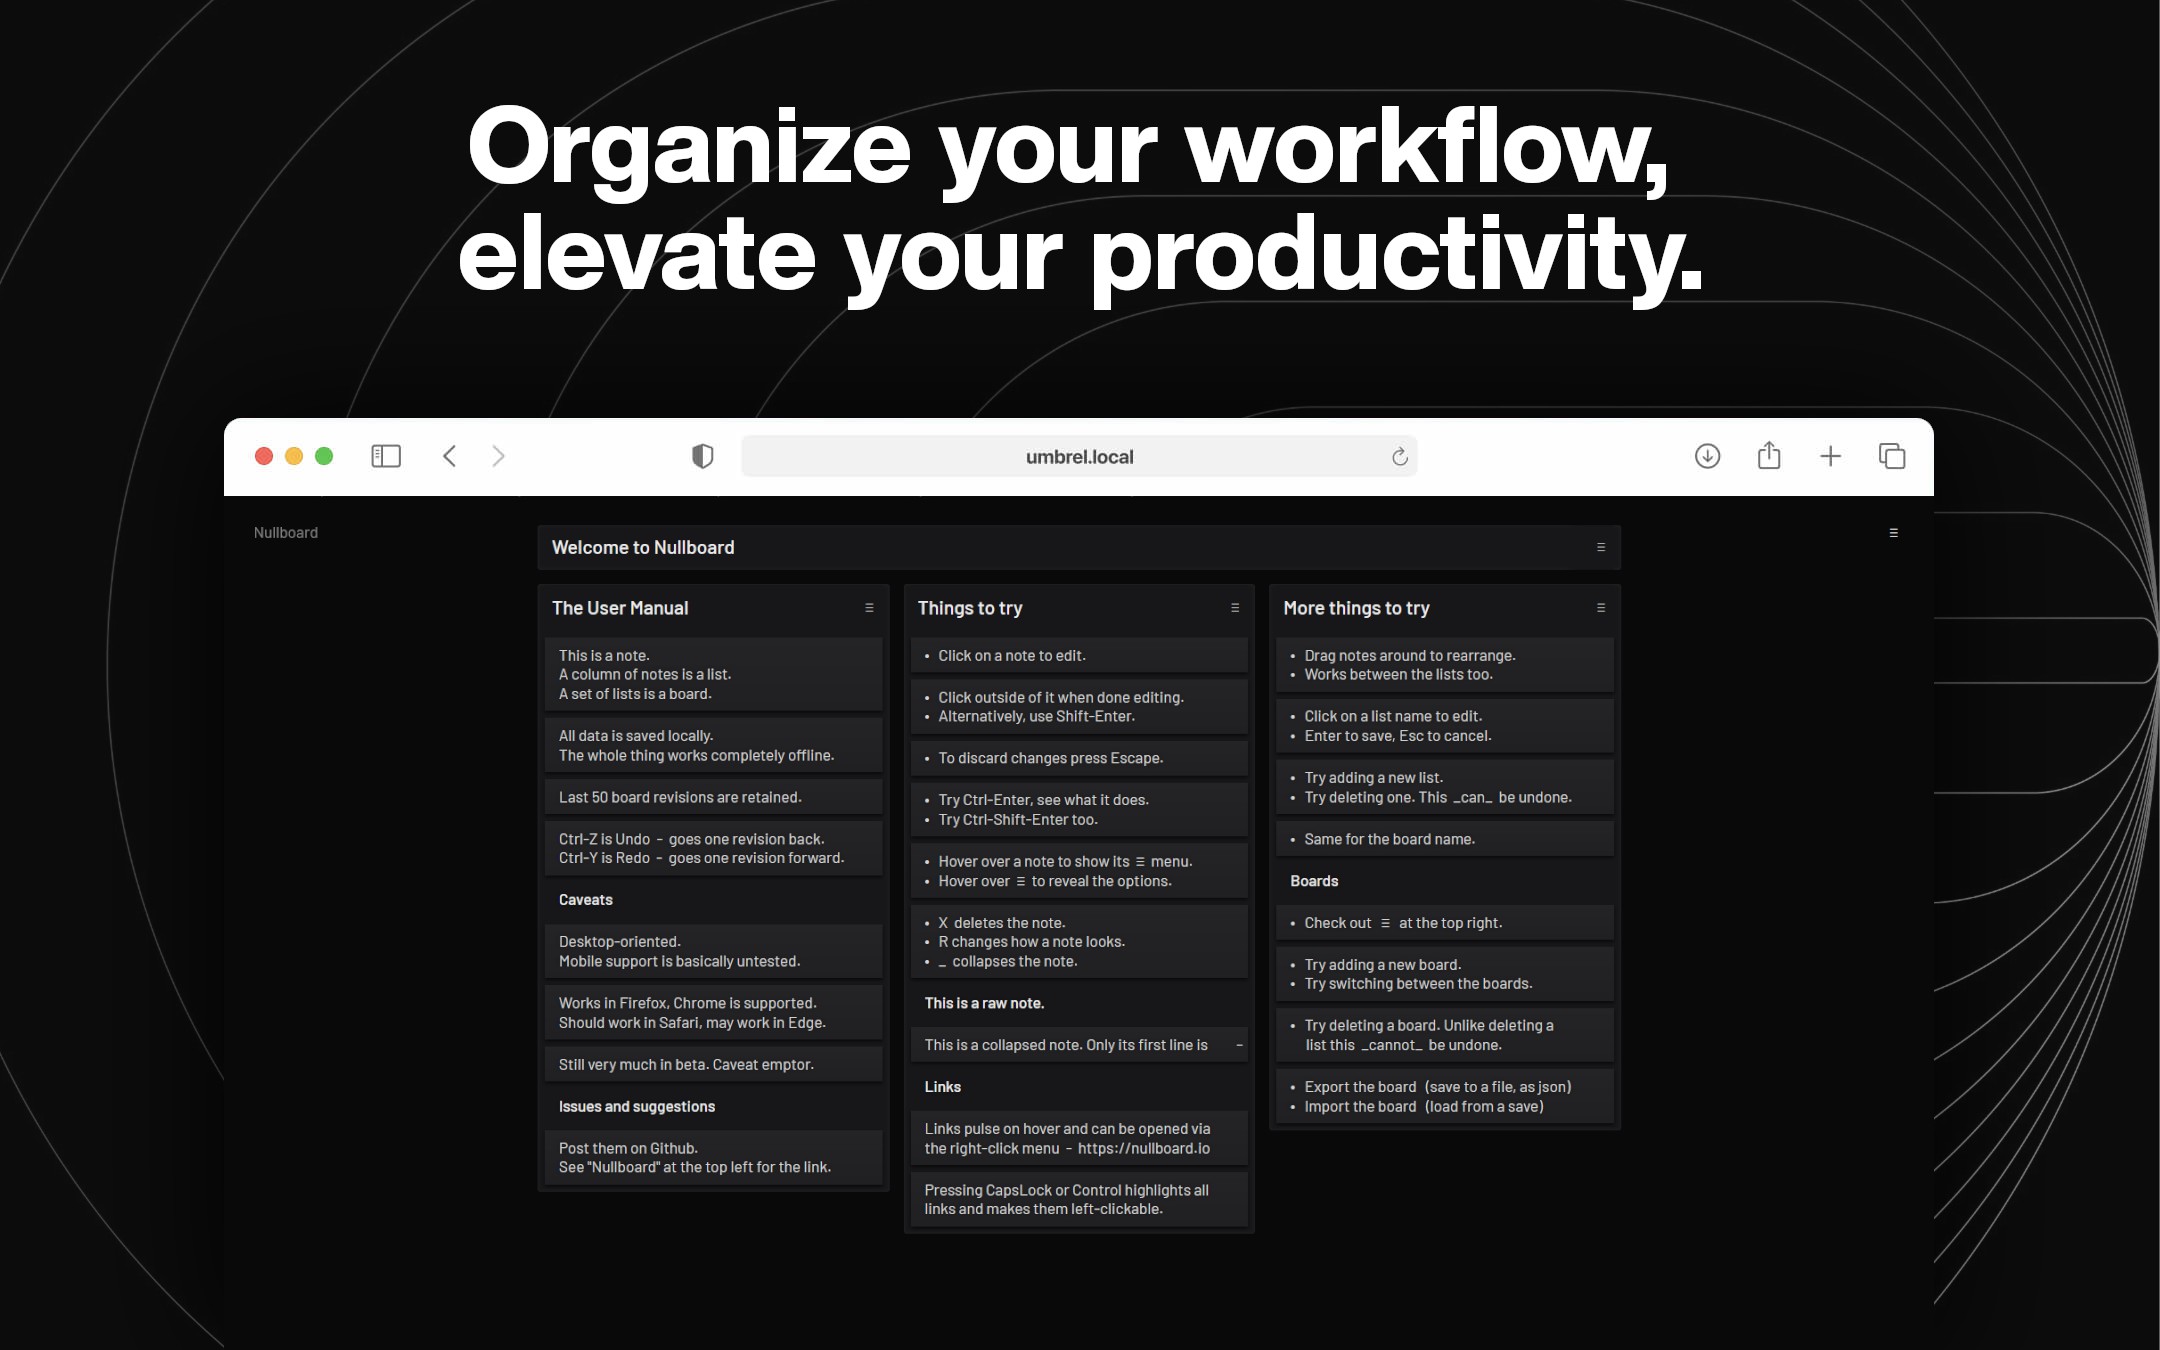 Organize your workflow,
elevate your productivity.
umbrel.local
Nullboard
Welcome to Nullboard
The User Manual
This is a note.
A column of notes is a list.
A set of lists is a board.
All data is saved locally.
The whole thing works completely offline.
Last 50 board revisions are retained.
Ctrl-Z is Undo - goes one revision back.
Ctrl-Y is Redo - goes one revision forward.
Caveats
Desktop-oriented.
Mobile support is basically untested.
Works in Firefox, Chrome is supported.
Should work in Safari, may work in Edge.
Still very much in beta. Caveat emptor.
Issues and suggestions
Post them on Github.
See "Nullboard" at the top left for the link.
Things to try
• Click on a note to edit.
• Click outside of it when done editing.
• Alternatively, use Shift-Enter.
• To discard changes press Escape.
• Try Ctrl-Enter, see what it does.
• Try Ctrl-Shift-Enter too.
• Hover over a note to show its ≡ menu.
• Hover over ≡ to reveal the options.
• X deletes the note.
• R changes how a note looks.
• _ collapses the note.
This is a raw note.
This is a collapsed note. Only its first line is
Links
Links pulse on hover and can be opened via
the right-click menu - https://nullboard.io
Pressing CapsLock or Control highlights all
links and makes them left-clickable.
More things to try
• Drag notes around to rearrange.
• Works between the lists too.
• Click on a list name to edit.
• Enter to save, Esc to cancel.
• Try adding a new list.
• Try deleting one. This _can_ be undone.
• Same for the board name.
Boards
• Check out ≡ at the top right.
• Try adding a new board.
• Try switching between the boards.
• Try deleting a board. Unlike deleting a
list this _cannot_ be undone.
• Export the board (save to a file, as json)
• Import the board (load from a save)